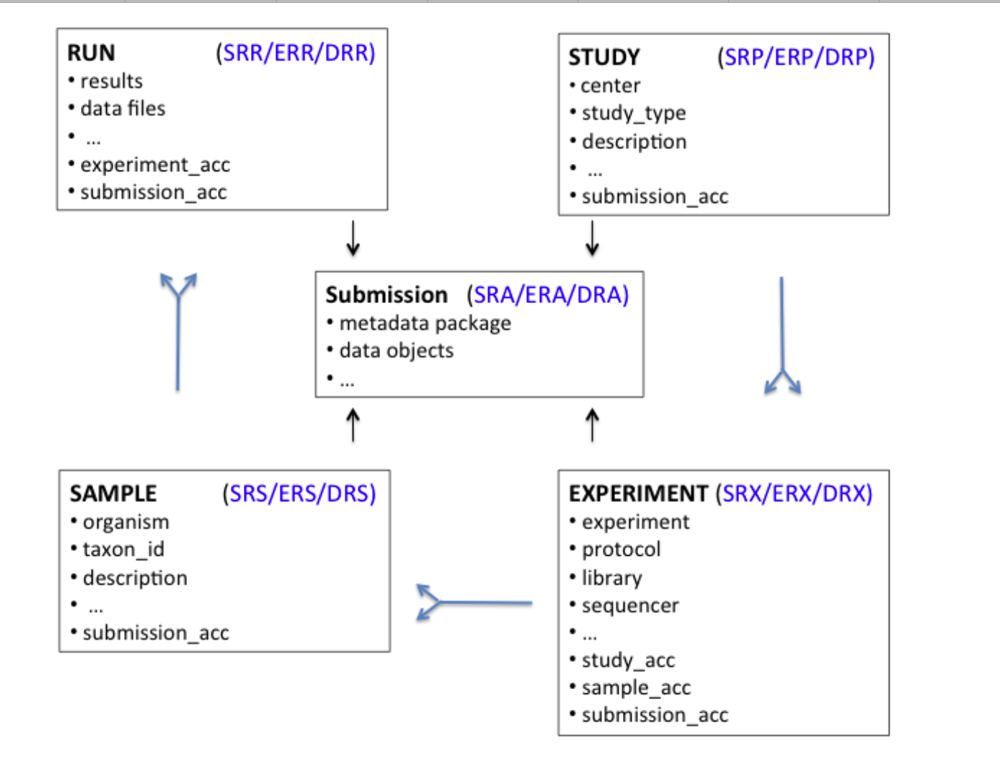 RUN (SRR/ERR/DRR)
• results
• data files
• ...
• experiment_acc
• submission_acc
STUDY (SRP/ERP/DRP)
• center
• study_type
• description
• ...
• submission_acc
Submission (SRA/ERA/DRA)
• metadata package
• data objects
• ...
SAMPLE (SRS/ERS/DRS)
• organism
• taxon_id
• description
• ...
• submission_acc
EXPERIMENT (SRX/ERX/DRX)
• experiment
• protocol
• library
• sequencer
• ...
• study_acc
• sample_acc
• submission_acc